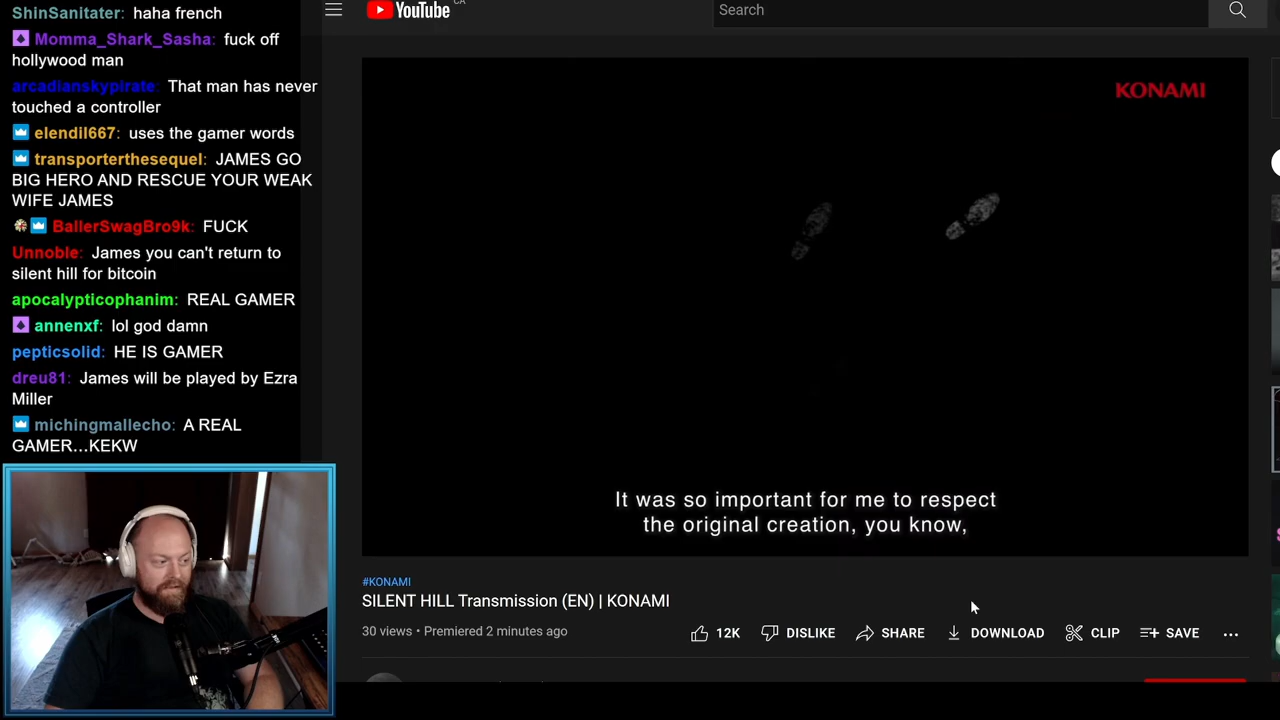 ShinSanitater: haha french
Momma_Shark_Sasha: fuck off
hollywood man
arcadianskypirate: That man has never
touched a controller
elendil667: uses the gamer words
transporterthesequel: JAMES GO
BIG HERO AND RESCUE YOUR WEAK
WIFE JAMES
BallerSwagBro9k: FUCK
Unnoble: James you can't return to
silent hill for bitcoin
apocalypticophanim: REAL GAMER
annenxf: lol god damn
pepticsolid: HE IS GAMER
dreu81: James will be played by Ezra
Miller
michingmallecho: A REAL
GAMER...KEKW
YouTube CA
Search
KONAMI
It was so important for me to respect
the original creation, you know,
#KONAMI
SILENT HILL Transmission (EN) | KONAMI
30 views • Premiered 2 minutes ago
12K DISLIKE SHARE DOWNLOAD CLIP SAVE